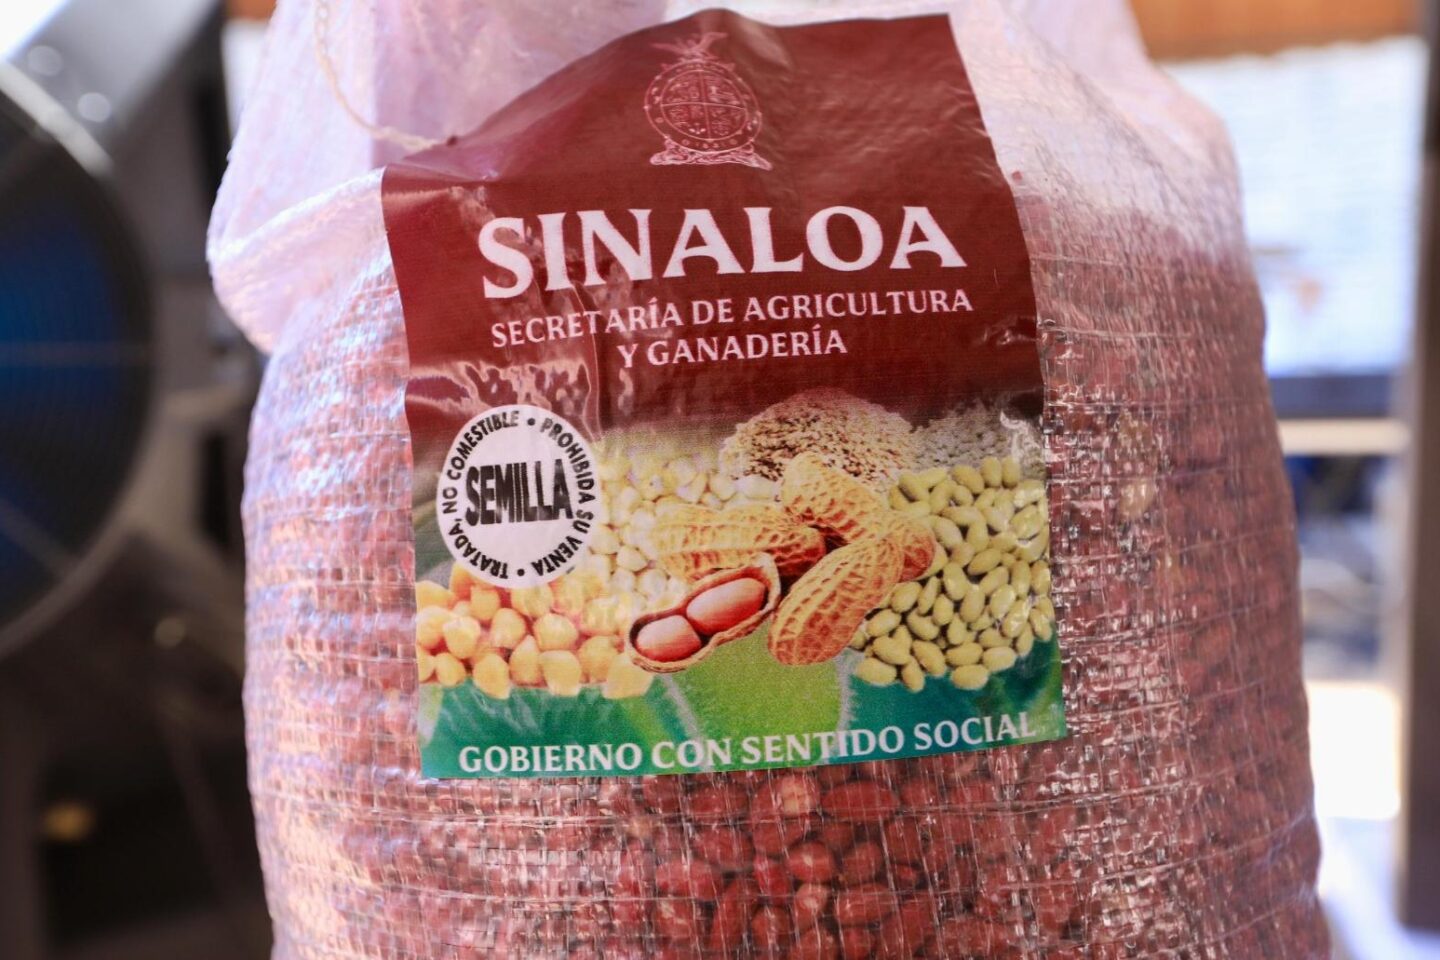 SINALOA
SECRETARÍA DE AGRICULTURA
Y GANADERÍA
TRATADA, NO COMESTIBLE • PROHIBIDA SU VENTA •
SEMILLA
GOBIERNO CON SENTIDO SOCIAL